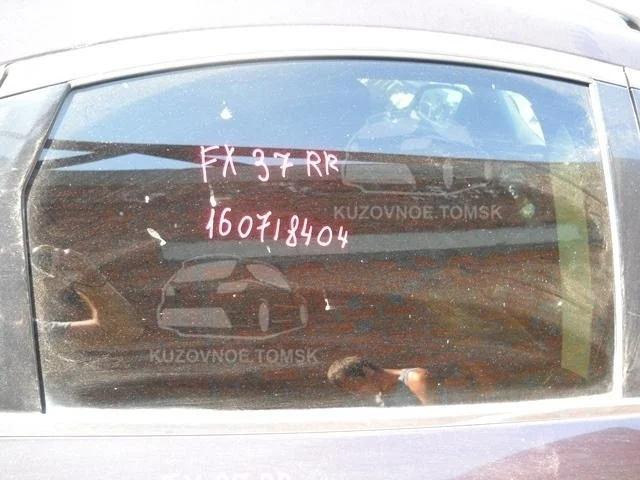 FX 37 RR
KUZOVNOE.TOMSK
160718404
KUZOVNOE.TOMSK